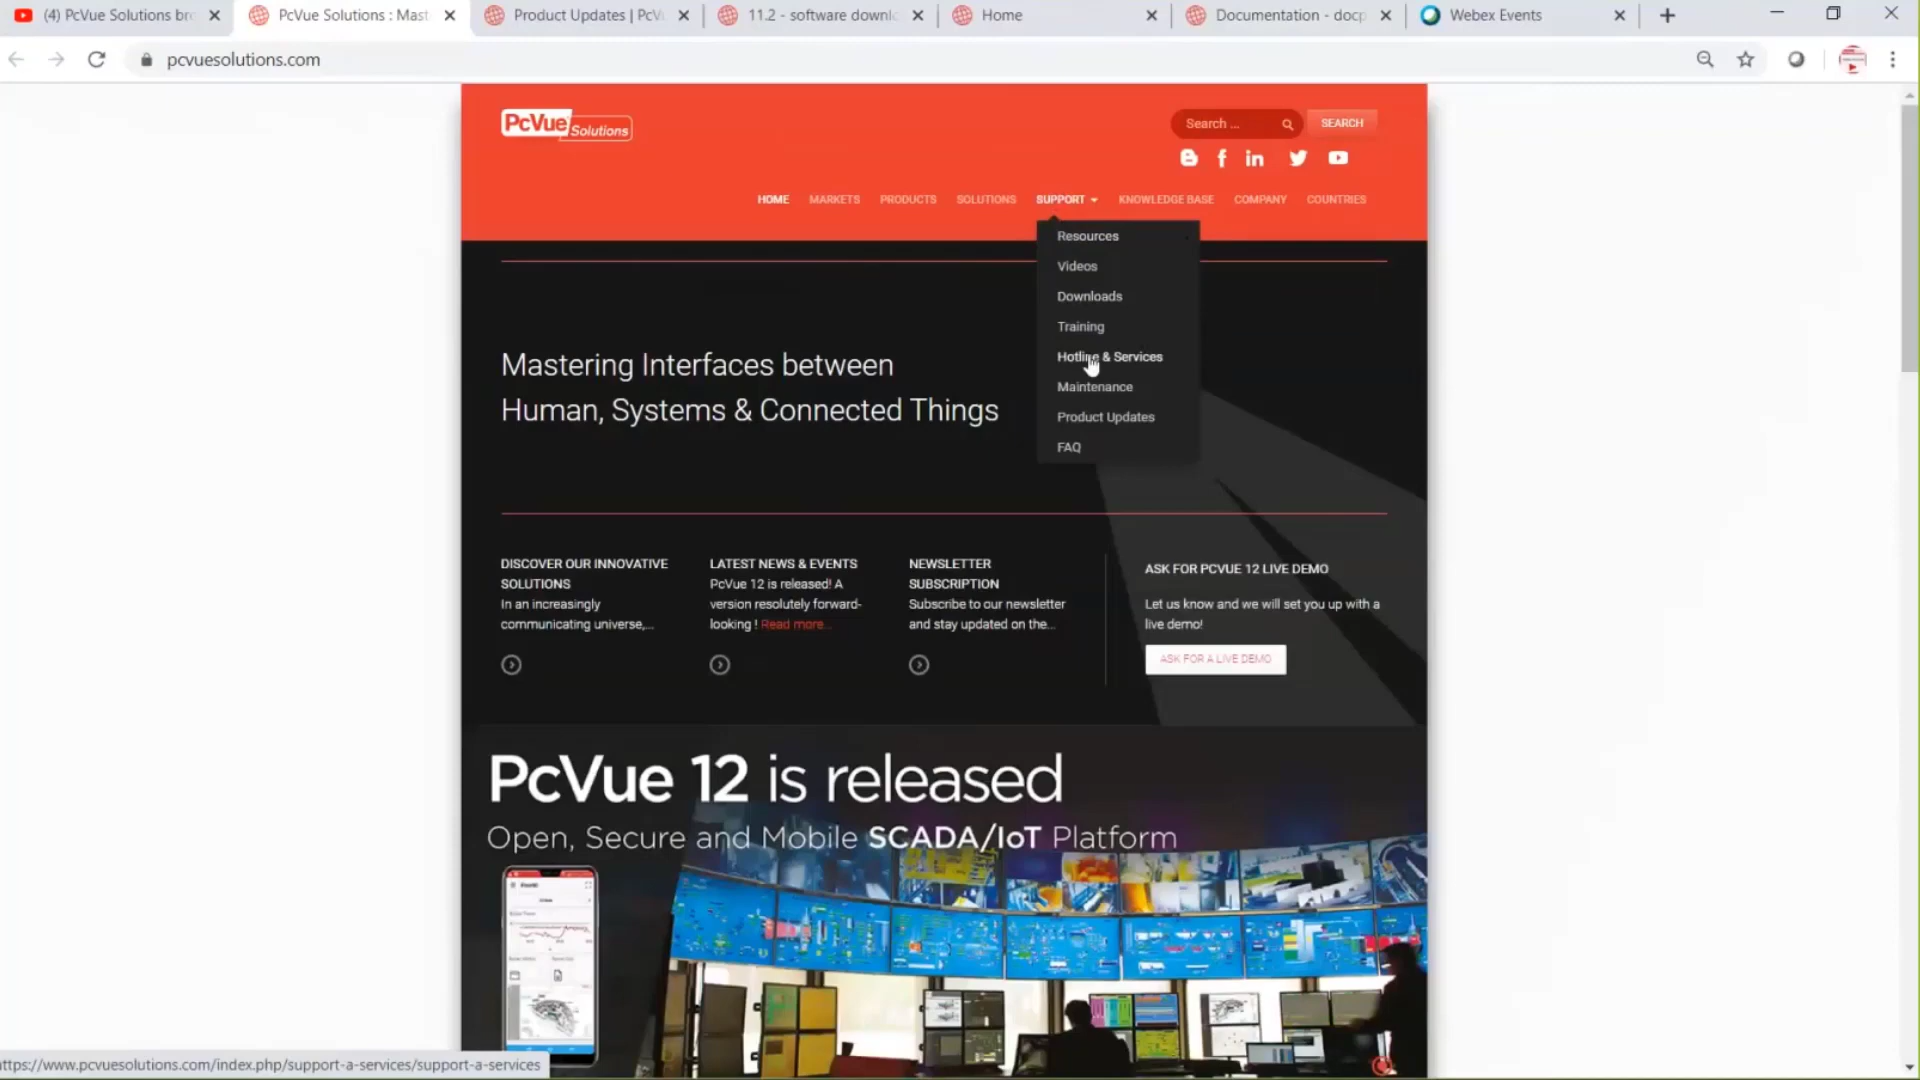 (4) PcVue Solutions bro
PcVue Solutions : Mast
Product Updates | PcV
11.2 - software downl
Home
Documentation - docp
Webex Events
pcvuesolutions.com
PcVue Solutions
Search ...
SEARCH
HOME MARKETS PRODUCTS SOLUTIONS SUPPORT KNOWLEDGE BASE COMPANY COUNTRIES
Resources
Videos
Downloads
Training
Hotline & Services
Maintenance
Product Updates
FAQ
Mastering Interfaces between
Human, Systems & Connected Things
DISCOVER OUR INNOVATIVE
SOLUTIONS
In an increasingly
communicating universe,...
LATEST NEWS & EVENTS
PcVue 12 is released! A
version resolutely forward-
looking ! Read more...
NEWSLETTER
SUBSCRIPTION
Subscribe to our newsletter
and stay updated on the...
ASK FOR PCVUE 12 LIVE DEMO
Let us know and we will set you up with a
live demo!
ASK FOR A LIVE DEMO
PcVue 12 is released
Open, Secure and Mobile SCADA/IoT Platform
ttps://www.pcvuesolutions.com/index.php/support-a-services/support-a-services